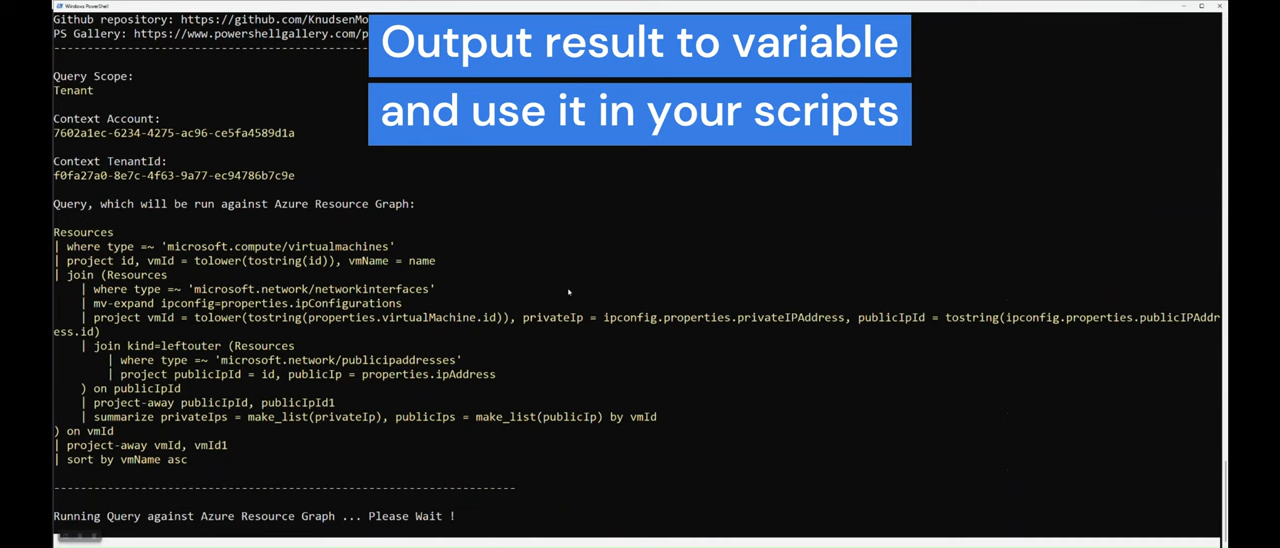 Windows PowerShell
Github repository: https://github.com/KnudsenMo
PS Gallery: https://www.powershellgallery.com/p
Output result to variable
and use it in your scripts
------------------------------------------------
Query Scope:
Tenant
Context Account:
7602a1ec-6234-4275-ac96-ce5fa4589d1a
Context TenantId:
f0fa27a0-8e7c-4f63-9a77-ec94786b7c9e
Query, which will be run against Azure Resource Graph:
Resources
| where type =~ 'microsoft.compute/virtualmachines'
| project id, vmId = tolower(tostring(id)), vmName = name
| join (Resources
| where type =~ 'microsoft.network/networkinterfaces'
| mv-expand ipconfig=properties.ipConfigurations
| project vmId = tolower(tostring(properties.virtualMachine.id)), privateIp = ipconfig.properties.privateIPAddress, publicIpId = tostring(ipconfig.properties.publicIPAddr
ess.id)
| join kind=leftouter (Resources
| where type =~ 'microsoft.network/publicipaddresses'
| project publicIpId = id, publicIp = properties.ipAddress
) on publicIpId
| project-away publicIpId, publicIpId1
| summarize privateIps = make_list(privateIp), publicIps = make_list(publicIp) by vmId
) on vmId
| project-away vmId, vmId1
| sort by vmName asc
---------------------------------------------------------------------
Running Query against Azure Resource Graph ... Please Wait !